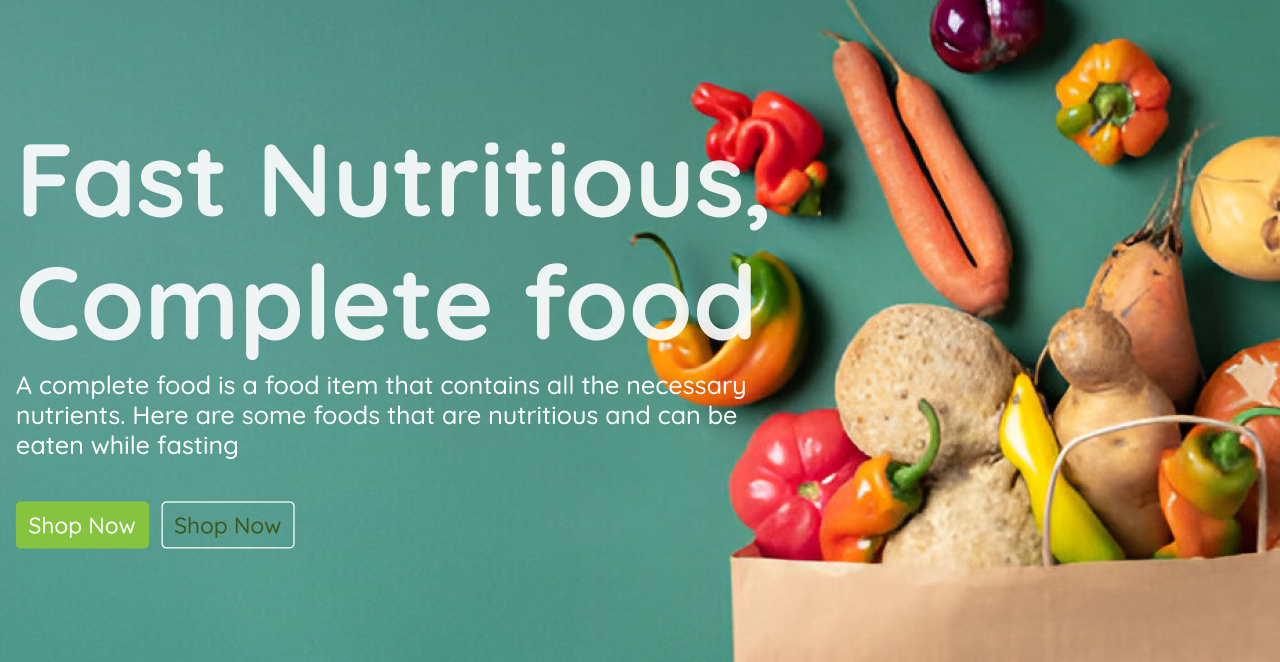 Fast Nutritious,
Complete food
A complete food is a food item that contains all the necessary
nutrients. Here are some foods that are nutritious and can be
eaten while fasting
Shop Now
Shop Now